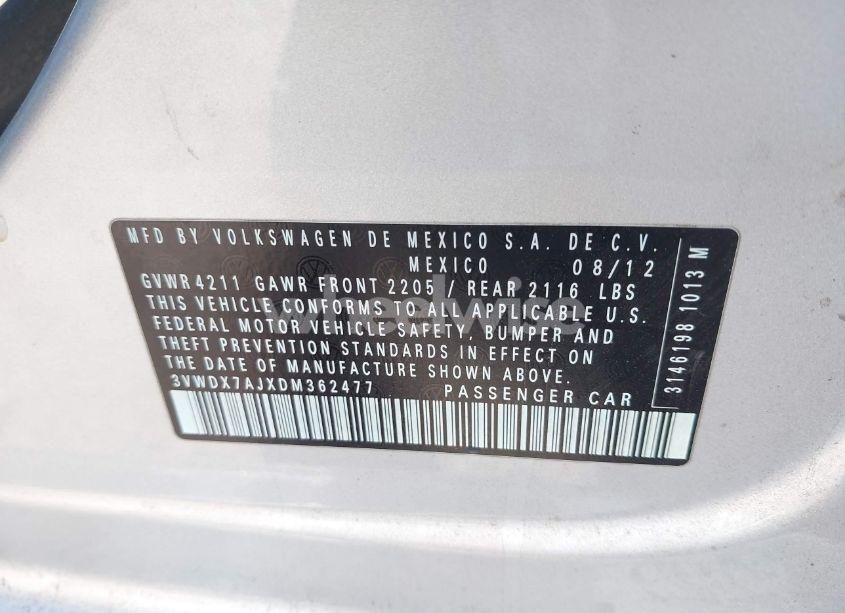 MFD BY VOLKSWAGEN DE MEXICO S.A. DE C.V.
MEXICO 08/12
GVWR 4211 GAWR FRONT 2205 / REAR 2116 LBS
THIS VEHICLE CONFORMS TO ALL APPLICABLE U.S.
FEDERAL MOTOR VEHICLE SAFETY, BUMPER AND
THEFT PREVENTION STANDARDS IN EFFECT ON
THE DATE OF MANUFACTURE SHOWN ABOVE.
3VWDX7AJXDM362477 PASSENGER CAR
3146198 1013 M
wheelwise